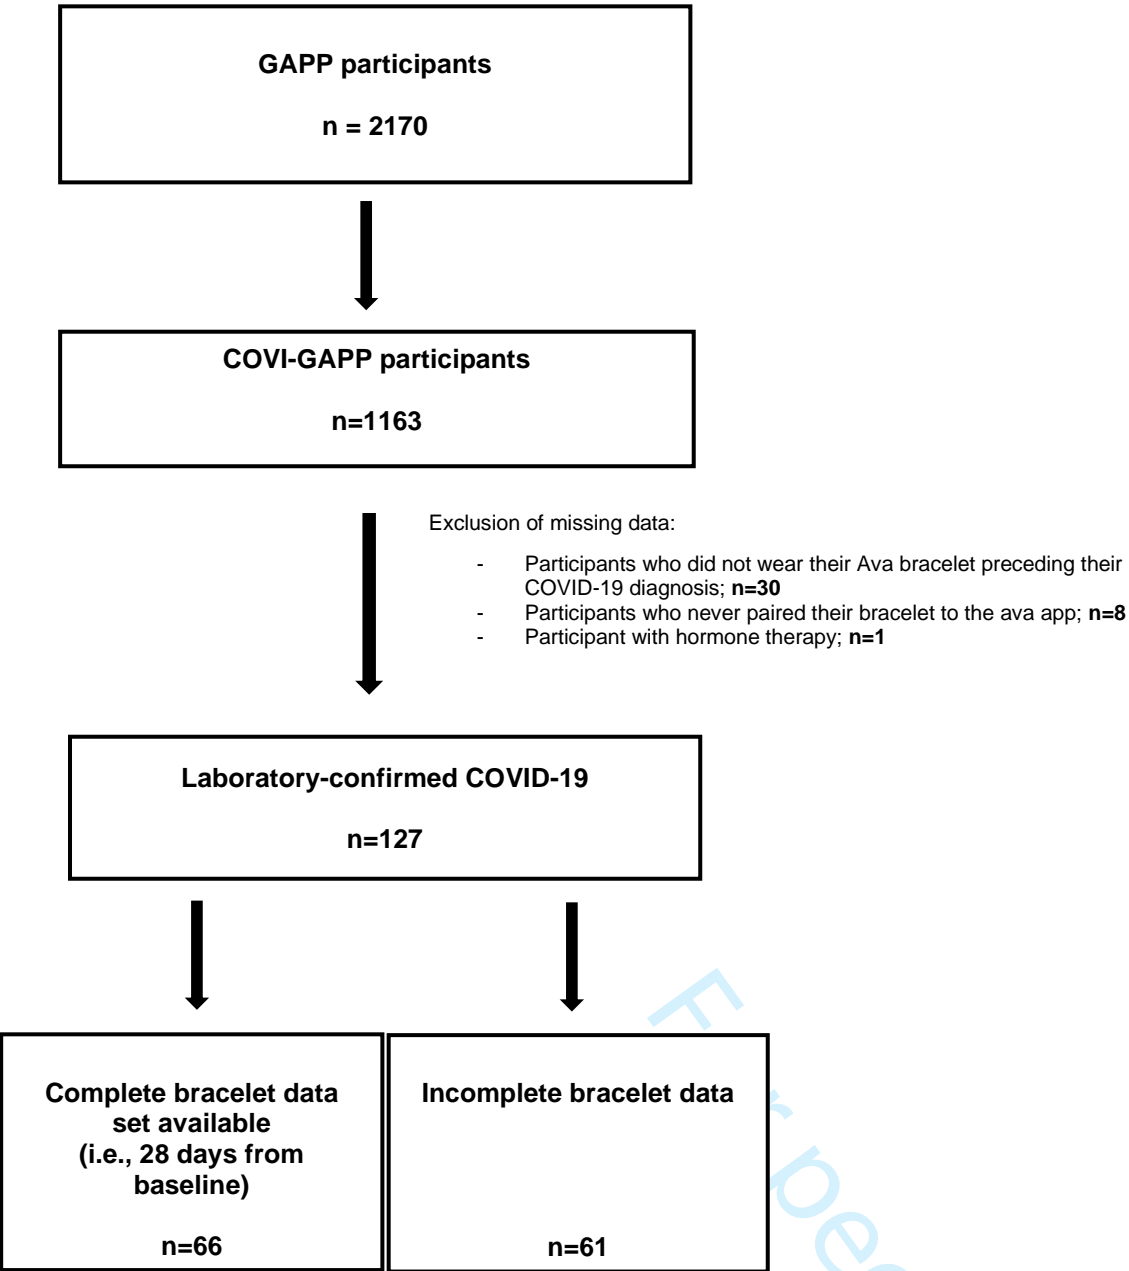 GAPP participants
n = 2170
COVI-GAPP participants
n=1163
Exclusion of missing data:
- Participants who did not wear their Ava bracelet preceding their
COVID-19 diagnosis; n=30
- Participants who never paired their bracelet to the ava app; n=8
- Participant with hormone therapy; n=1
Laboratory-confirmed COVID-19
n=127
Complete bracelet data
set available
(i.e., 28 days from
baseline)
n=66
Incomplete bracelet data
n=61